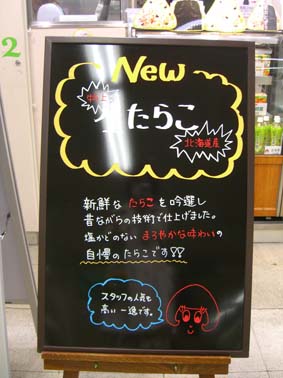 2
New
生たらこ
北海道産
新鮮な たらこ を吟選し
昔ながらの技術で仕上げました。
塩かどのない まろやかな味わいの
自慢のたらこです!!
スタッフの人気も
高い一逸です。